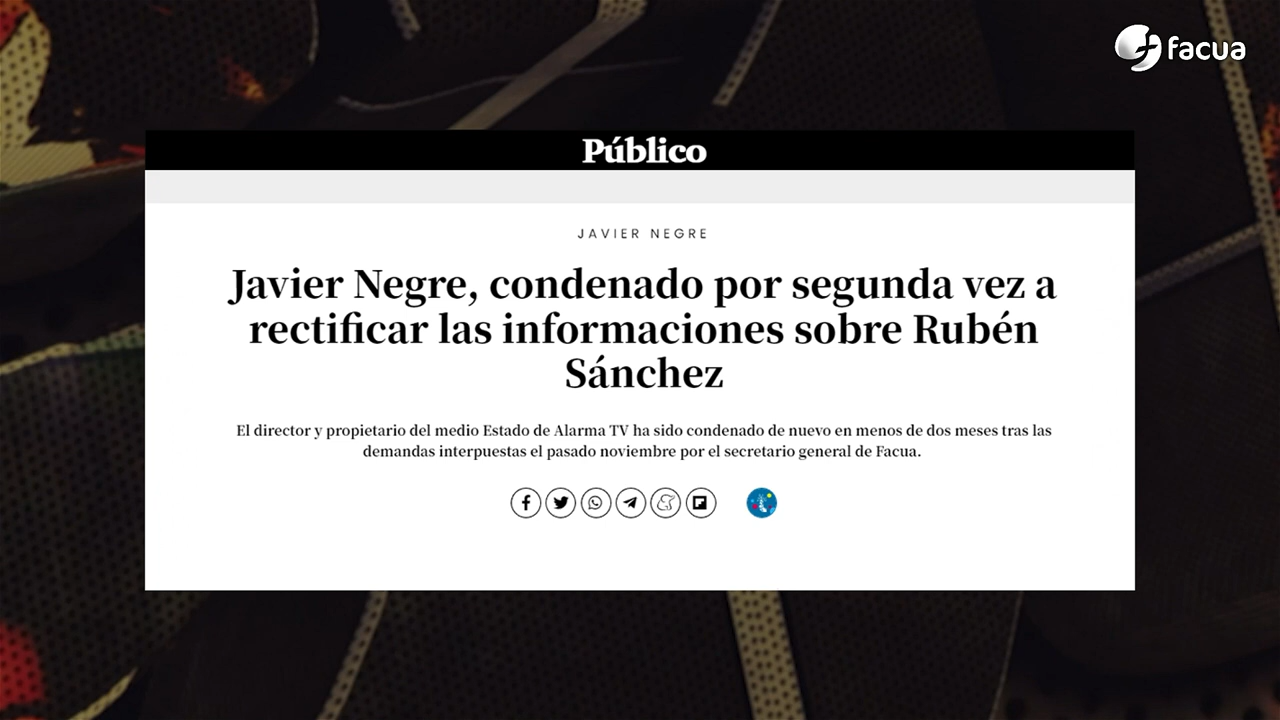 facua
Público
JAVIER NEGRE
Javier Negre, condenado por segunda vez a
rectificar las informaciones sobre Rubén
Sánchez
El director y propietario del medio Estado de Alarma TV ha sido condenado de nuevo en menos de dos meses tras las
demandas interpuestas el pasado noviembre por el secretario general de Facua.